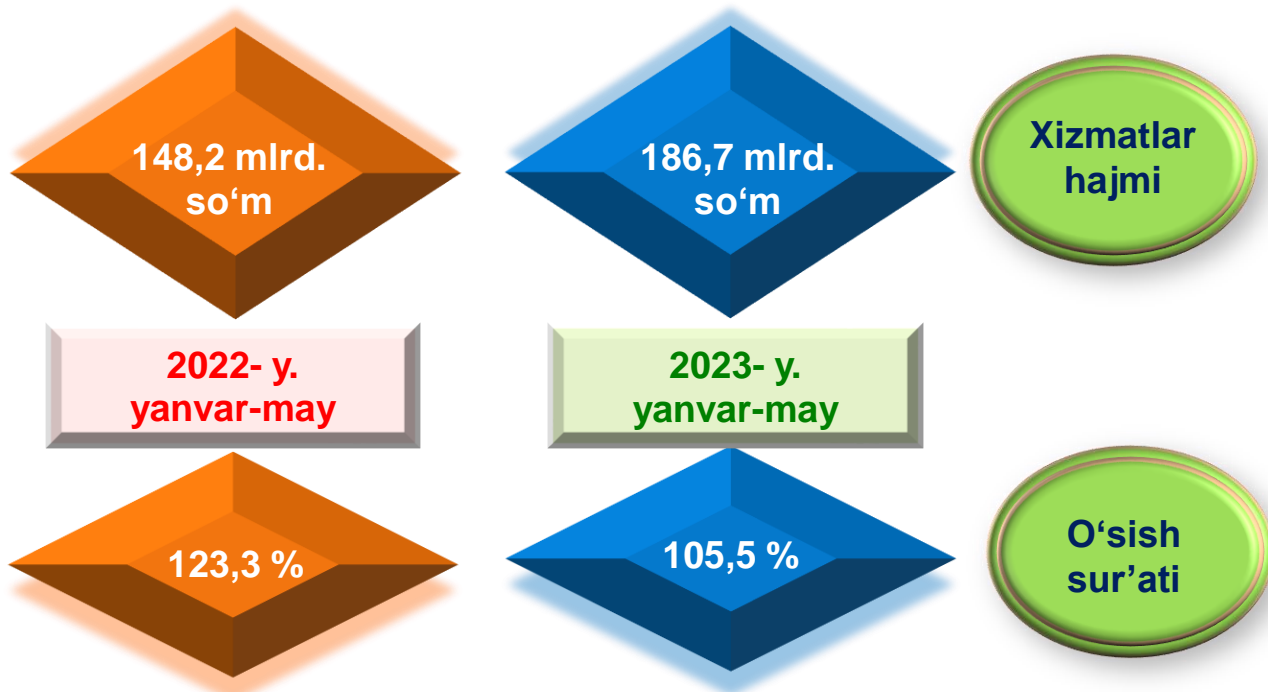 148,2 mlrd.
so‘m
186,7 mlrd.
so‘m
Xizmatlar
hajmi
2022- y.
yanvar-may
2023- y.
yanvar-may
123,3 %
105,5 %
O‘sish
sur’ati